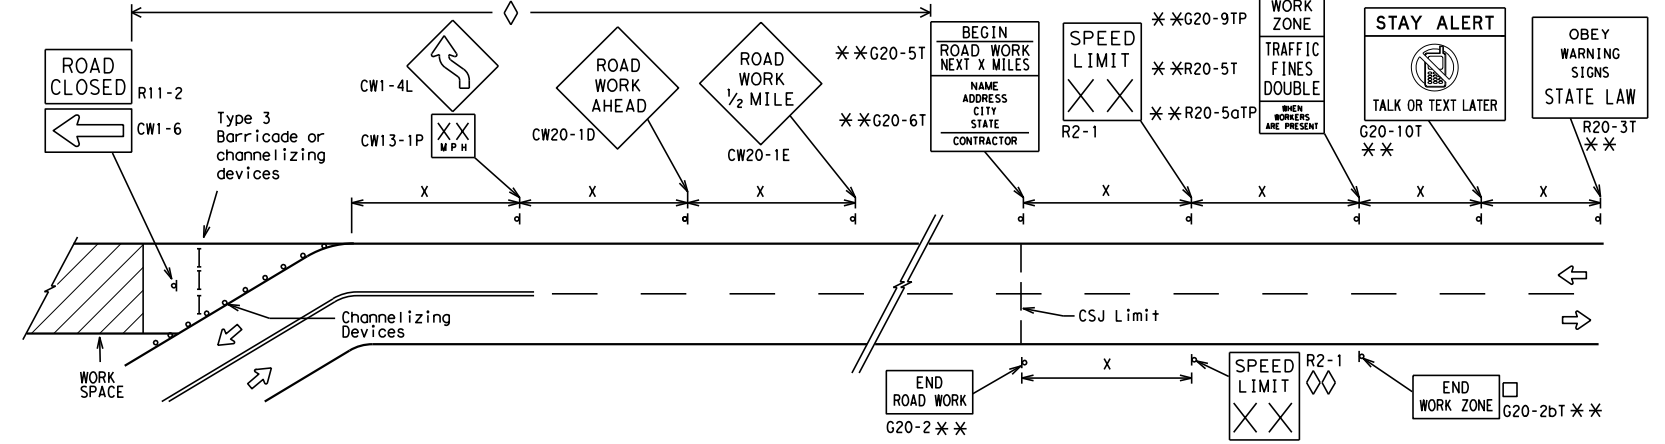 ROAD
CLOSED
R11-2
CW1-6
Type 3
Barricade or
channelizing
devices
CW1-4L
XX
MPH
CW13-1P
ROAD
WORK
AHEAD
CW20-1D
ROAD
WORK
1/2 MILE
CW20-1E
**G20-5T
BEGIN
ROAD WORK
NEXT X MILES
**G20-6T
NAME
ADDRESS
CITY
STATE
CONTRACTOR
SPEED
LIMIT
XX
R2-1
**G20-9TP
WORK
ZONE
**R20-5T
TRAFFIC
FINES
DOUBLE
**R20-5aTP
WHEN
WORKERS
ARE PRESENT
STAY ALERT
TALK OR TEXT LATER
G20-10T
**
OBEY
WARNING
SIGNS
STATE LAW
R20-3T
**
X
X
X
X
X
X
X
Channelizing
Devices
CSJ Limit
WORK
SPACE
END
ROAD WORK
G20-2 **
X
SPEED
LIMIT
XX
R2-1
END
WORK ZONE
G20-2bT **